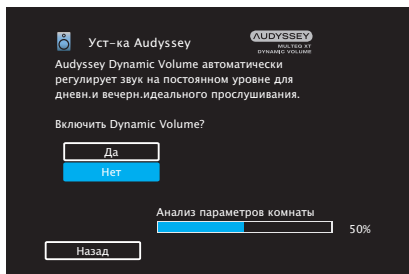 Уст-ка Audyssey
AUDYSSEY
MULTEQ XT
DYNAMIC VOLUME
Audyssey Dynamic Volume автоматически
регулирует звук на постоянном уровне для
дневн.и вечерн.идеального прослушивания.
Включить Dynamic Volume?
Да
Нет
Анализ параметров комнаты
50%
Назад